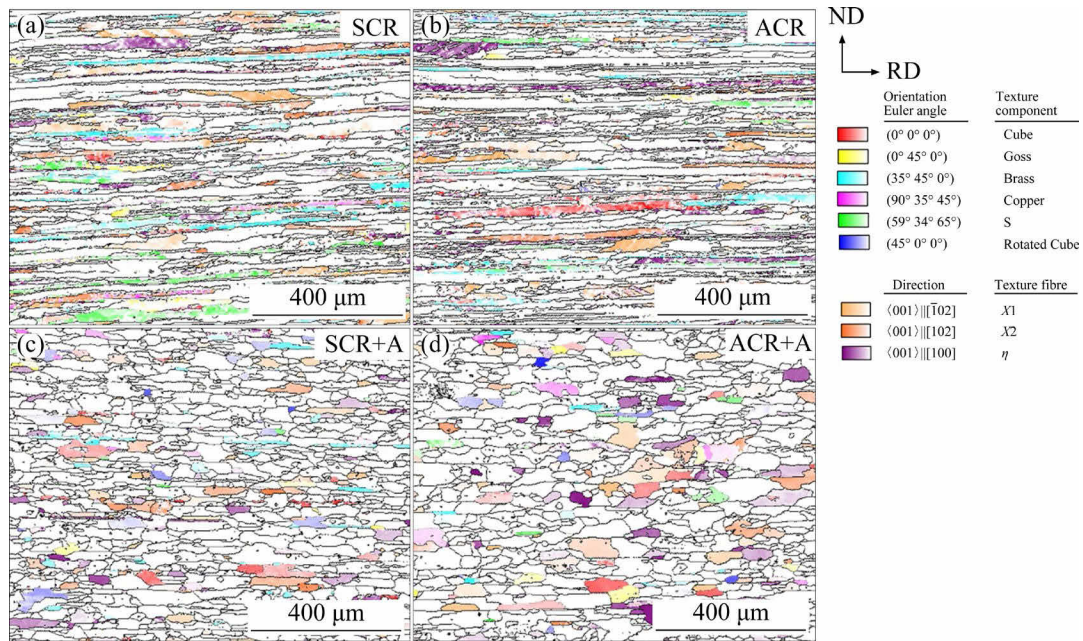 (a) SCR
(b) ACR
400 μm
400 μm
(c) SCR+A
(d) ACR+A
400 μm
400 μm
ND
RD
Orientation Texture
Euler angle component
(0° 0° 0°) Cube
(0° 45° 0°) Goss
(35° 45° 0°) Brass
(90° 35° 45°) Copper
(59° 34° 65°) S
(45° 0° 0°) Rotated Cube
Direction Texture fibre
⟨001⟩||[1̅02] X1
⟨001⟩||[102] X2
⟨001⟩||[100] η